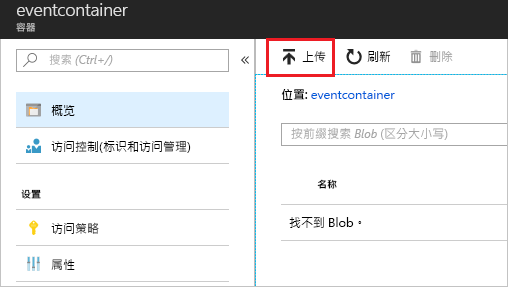 eventcontainer
容器
搜索 (Ctrl+/)
«
概览
访问控制(标识和访问管理)
设置
访问策略
属性
上传 刷新 删除
位置: eventcontainer
按前缀搜索 Blob (区分大小写)
名称
找不到 Blob。